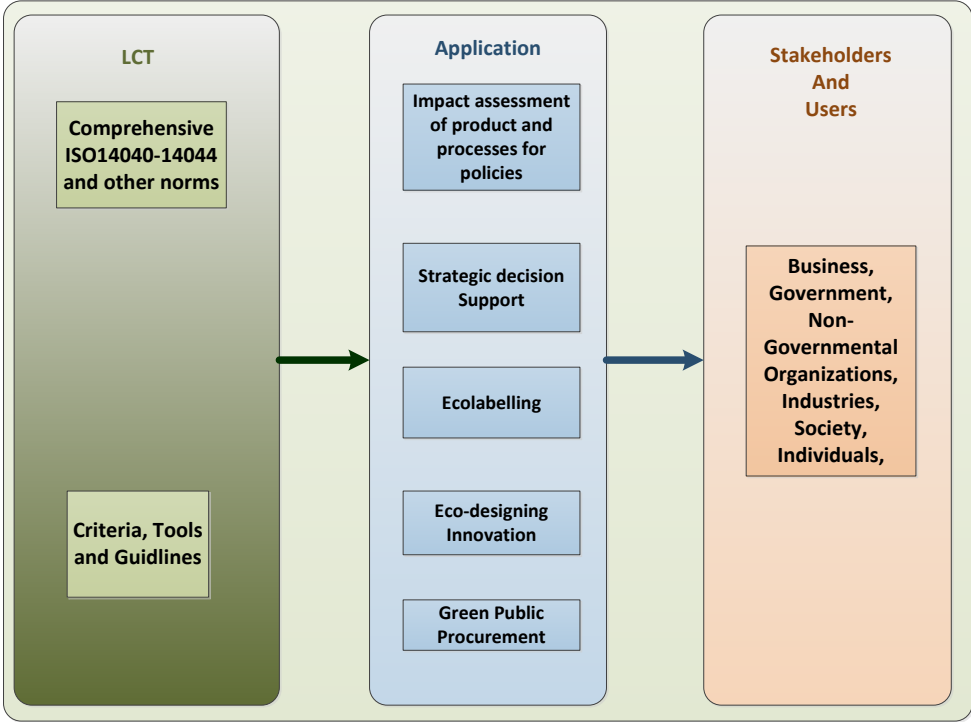 LCT
Comprehensive
ISO14040-14044
and other norms
Criteria, Tools
and Guidlines
Application
Impact assessment
of product and
processes for
policies
Strategic decision
Support
Ecolabelling
Eco-designing
Innovation
Green Public
Procurement
Stakeholders
And
Users
Business,
Government,
Non-
Governmental
Organizations,
Industries,
Society,
Individuals,